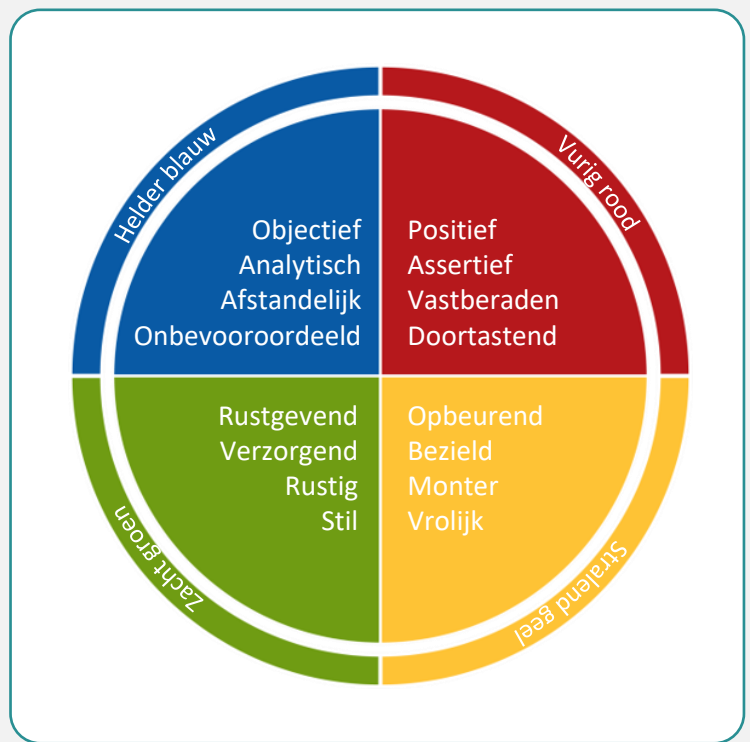 Helder blauw
Vurig rood
Objectief
Analytisch
Afstandelijk
Onbevooroordeeld
Positief
Assertief
Vastberaden
Doortastend
Rustgevend
Verzorgend
Rustig
Stil
Opbeurend
Bezield
Monter
Vrolijk
Zacht groen
Stralend geel